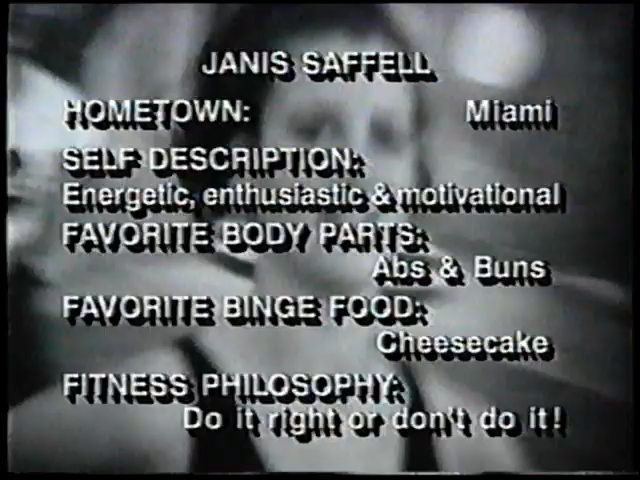 JANIS SAFFELL
HOMETOWN: Miami
SELF DESCRIPTION:
Energetic, enthusiastic & motivational
FAVORITE BODY PARTS:
Abs & Buns
FAVORITE BINGE FOOD:
Cheesecake
FITNESS PHILOSOPHY:
Do it right or don't do it!